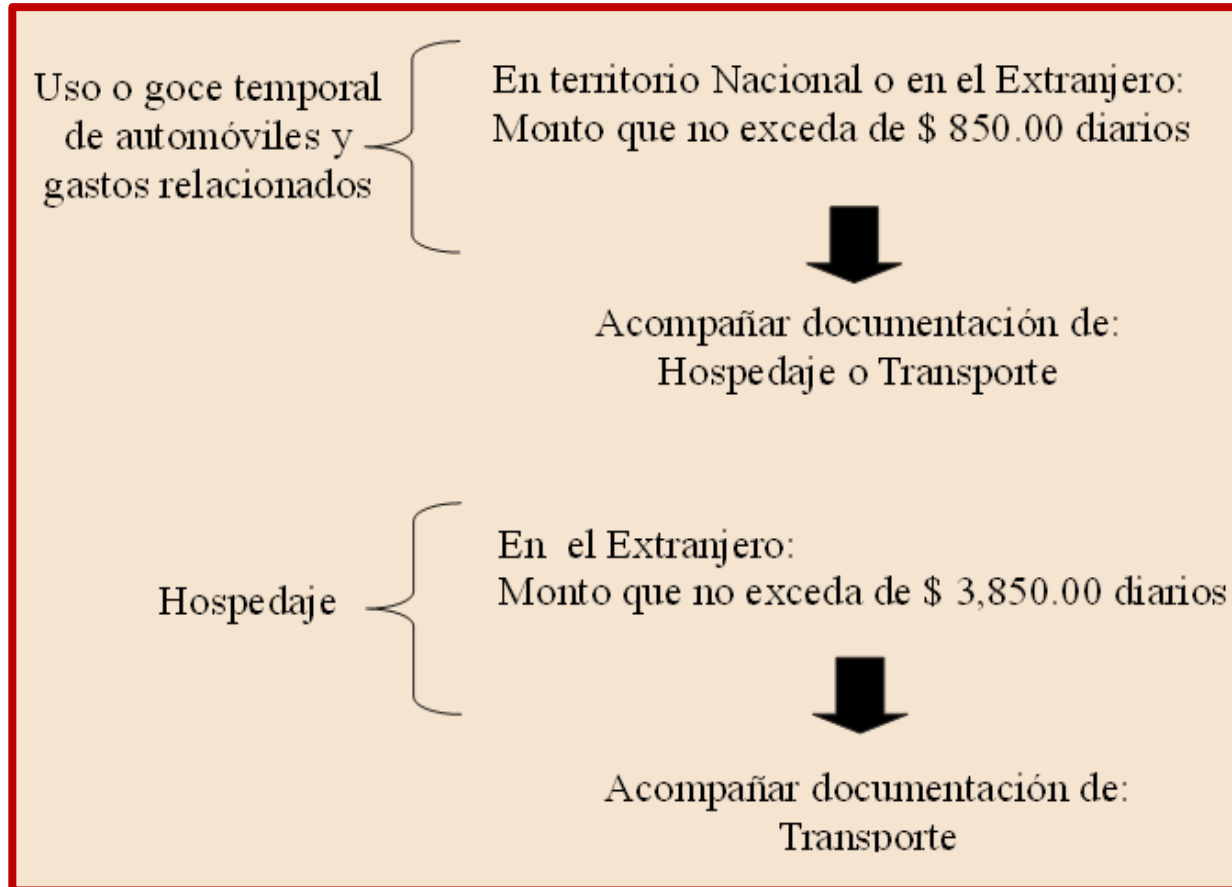 Uso o goce temporal
de automóviles y
gastos relacionados
En territorio Nacional o en el Extranjero:
Monto que no exceda de $ 850.00 diarios
Acompañar documentación de:
Hospedaje o Transporte
Hospedaje
En el Extranjero:
Monto que no exceda de $ 3,850.00 diarios
Acompañar documentación de:
Transporte